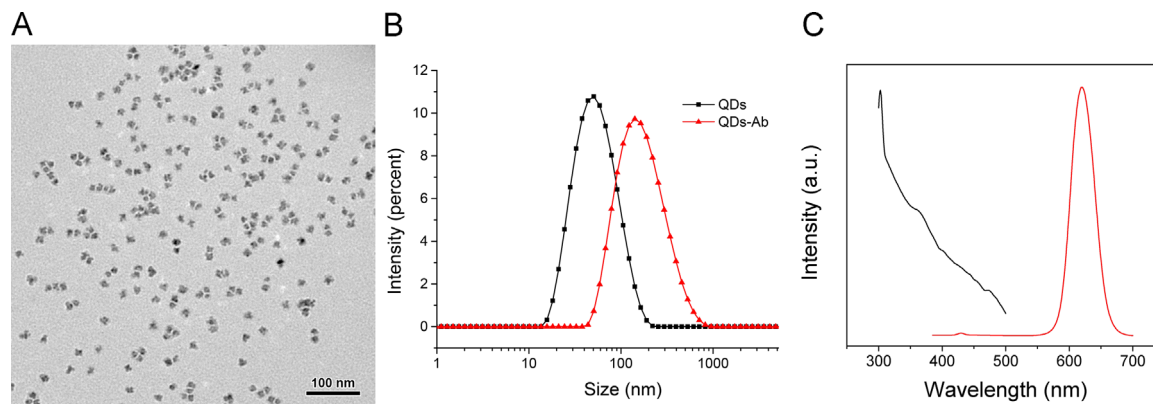 A
100 nm
B
Intensity (percent)
12
10
8
6
4
2
0
QDs
QDs-Ab
1
10
100
1000
Size (nm)
C
Intensity (a.u.)
300
400
500
600
700
Wavelength (nm)